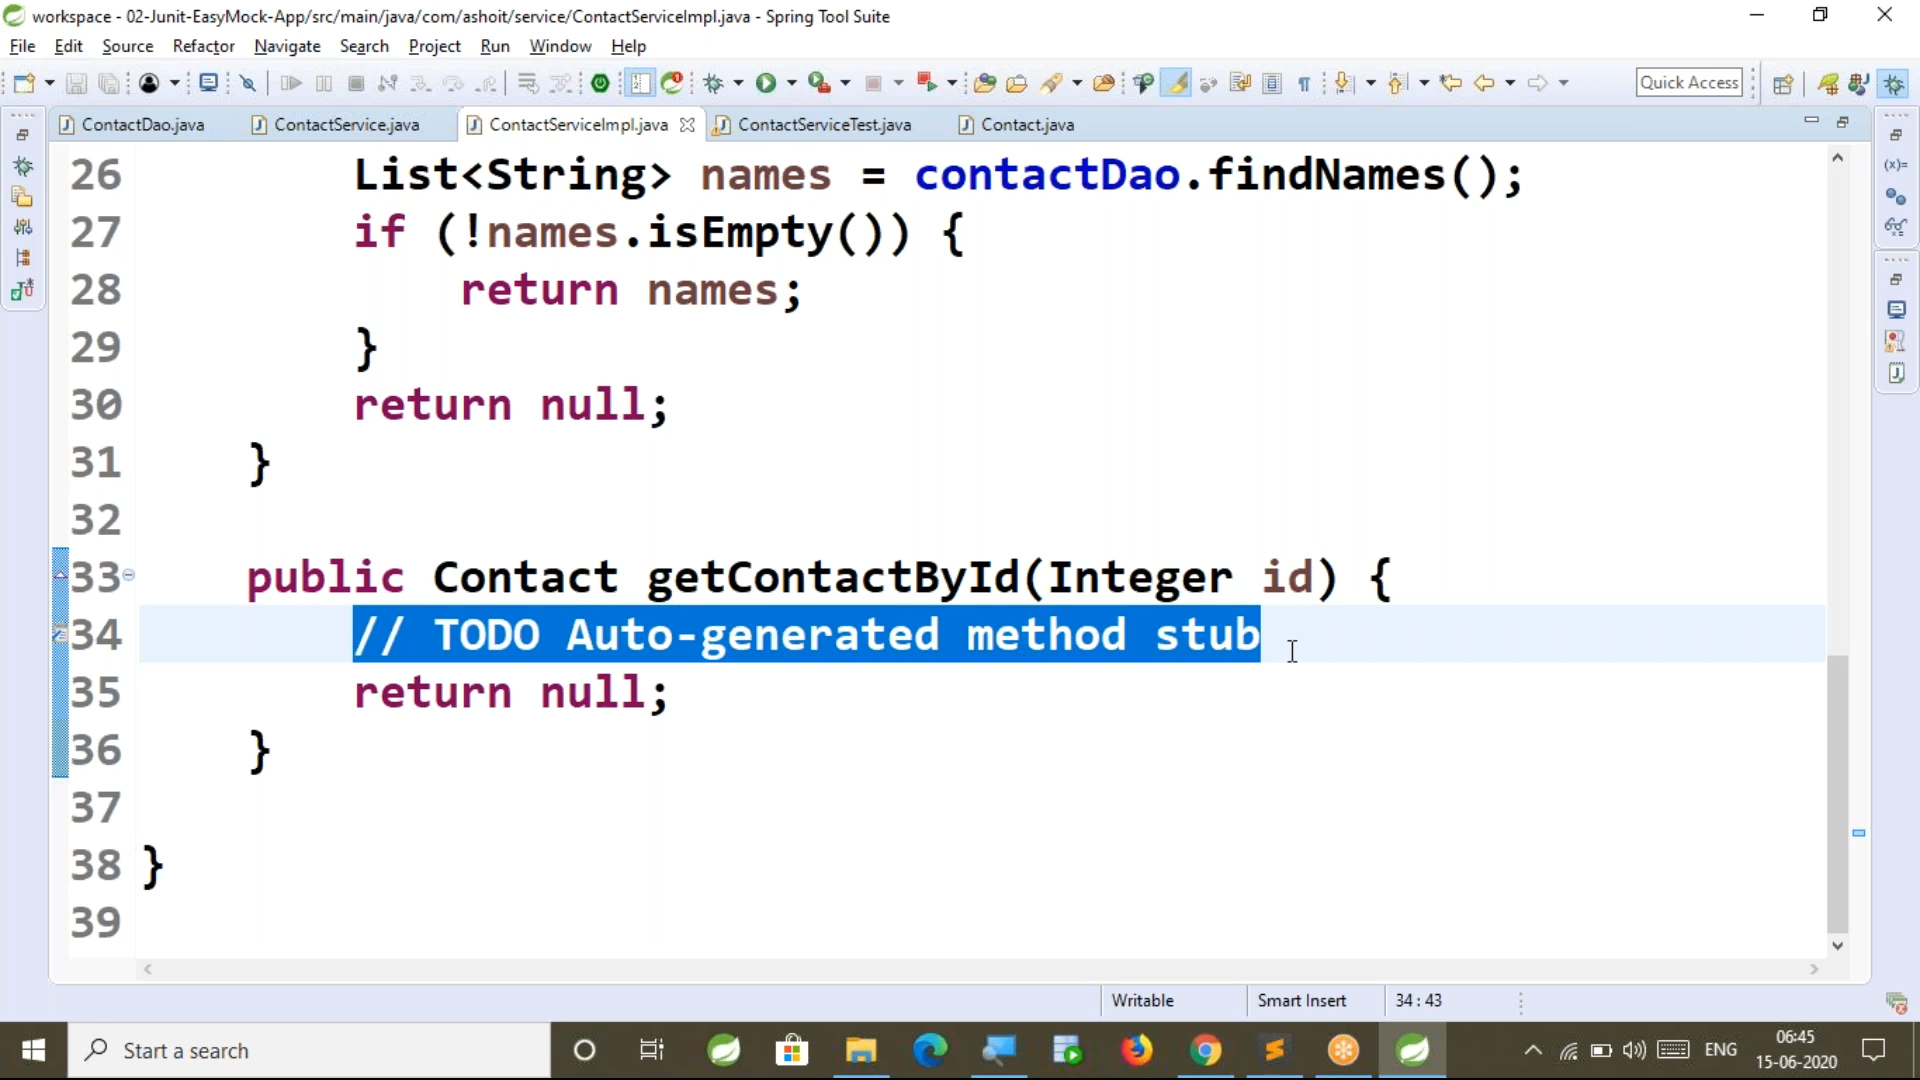 workspace - 02-Junit-EasyMock-App/src/main/java/com/ashoit/service/ContactServiceImpl.java - Spring Tool Suite
File Edit Source Refactor Navigate Search Project Run Window Help
Quick Access
ContactDao.java ContactService.java ContactServiceImpl.java ContactServiceTest.java Contact.java
26 List<String> names = contactDao.findNames();
27 if (!names.isEmpty()) {
28 return names;
29 }
30 return null;
31 }
32
33 public Contact getContactById(Integer id) {
34 // TODO Auto-generated method stub
35 return null;
36 }
37
38 }
39
Writable Smart Insert 34 : 43
Start a search
ENG
06:45
15-06-2020